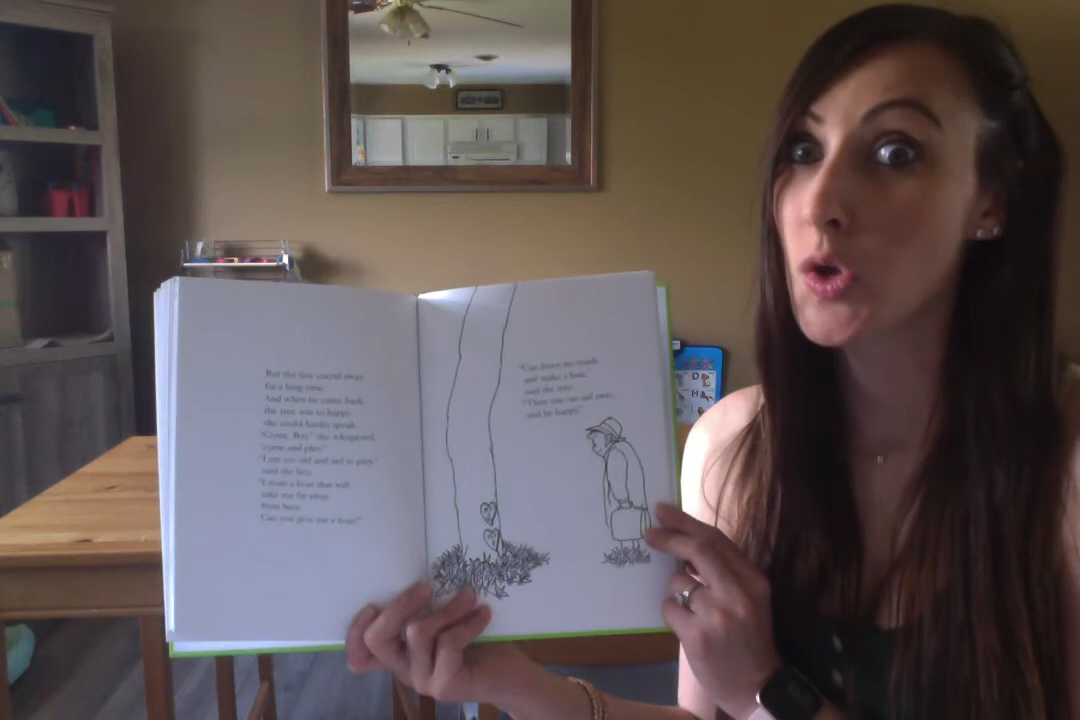 But the boy stayed away
for a long time.
And when he came back,
the tree was so happy
she could hardly speak.
"Come, Boy," she whispered,
"come and play."
"I am too old and sad to play,"
said the boy.
"I want a boat that will
take me far away
from here.
Can you give me a boat?"
"Cut down my trunk
and make a boat,"
said the tree.
"Then you can sail away
and be happy."
D
H